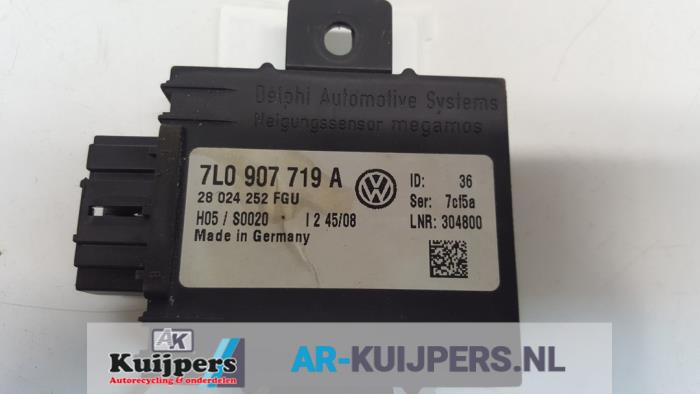 Delphi Automotive Systems
Neigungssensor megamos
7L0 907 719 A
28 024 252 FGU
H05 / S0020 I 2 45/08
Made in Germany
ID: 36
Ser: 7cf5a
LNR: 304800
AK
Kuijpers
Autorecycling & onderdelen
AR-KUIJPERS.NL